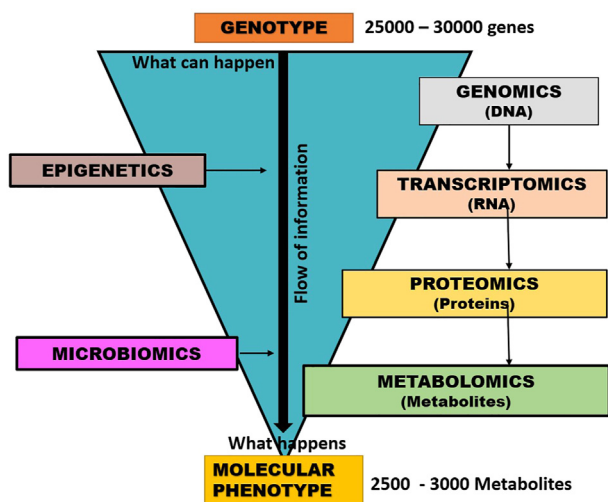 GENOTYPE
25000 – 30000 genes
What can happen
GENOMICS
(DNA)
EPIGENETICS
TRANSCRIPTOMICS
(RNA)
Flow of information
PROTEOMICS
(Proteins)
MICROBIOMICS
METABOLOMICS
(Metabolites)
What happens
MOLECULAR
PHENOTYPE
2500 - 3000 Metabolites